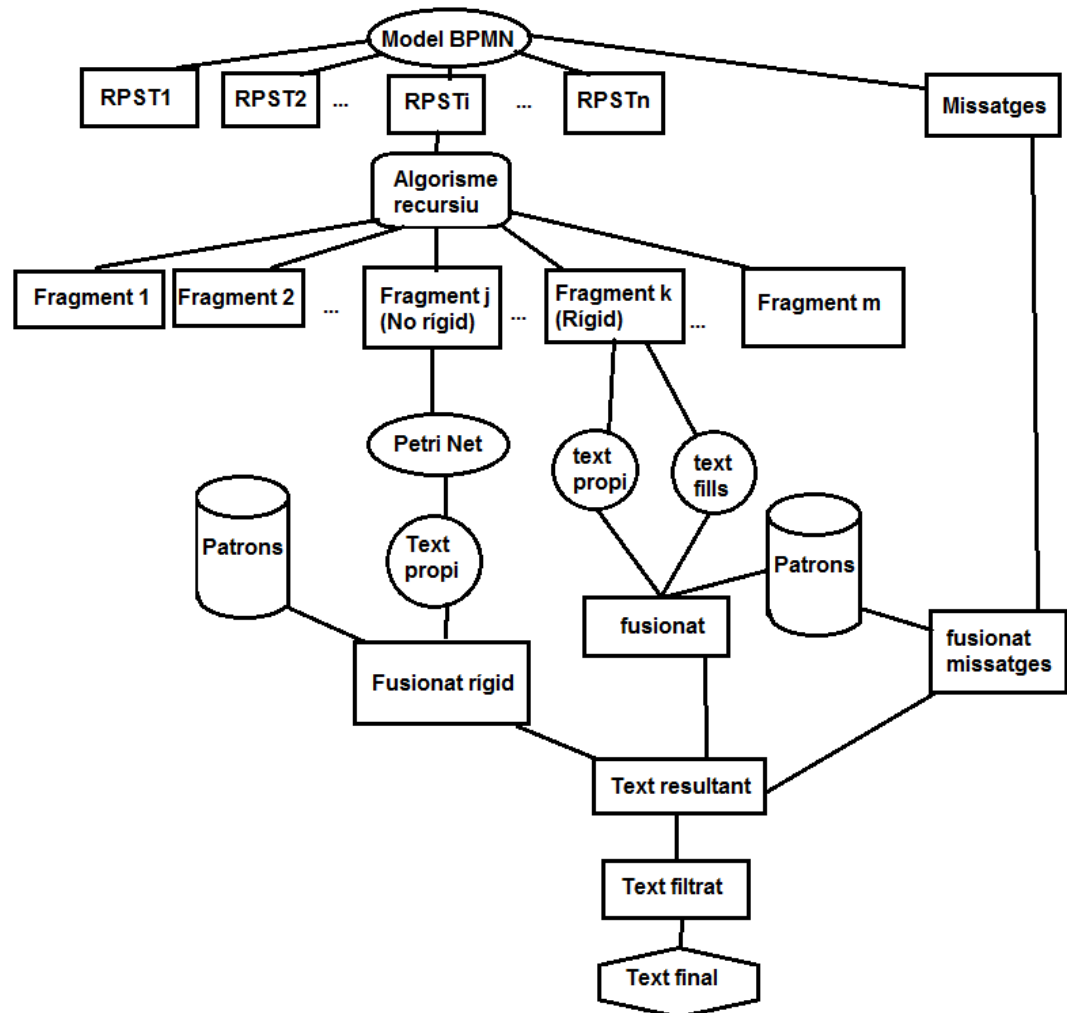 Model BPMN
RPST1
RPST2
...
RPSTi
...
RPSTn
Missatges
Algorisme
recursiu
Fragment 1
Fragment 2
...
Fragment j
(No rígid)
...
Fragment k
(Rígid)
...
Fragment m
Petri Net
text
propi
text
fills
Patrons
Text
propi
Patrons
fusionat
fusionat
missatges
Fusionat rígid
Text resultant
Text filtrat
Text final